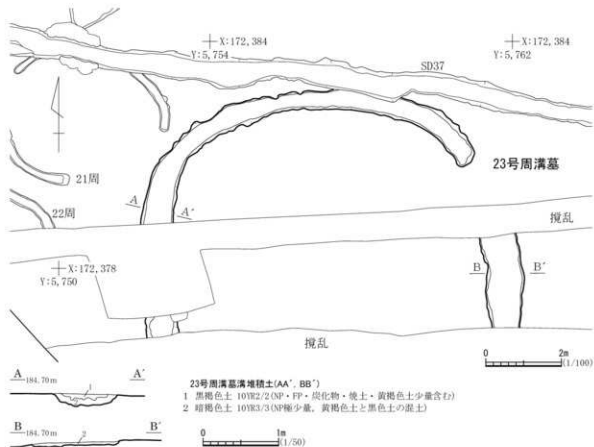 X:172,384
Y:5,754
X:172,384
Y:5,762
SD37
23号周溝墓
21周
22周
A
A´
撹乱
X:172,378
Y:5,750
B
B´
撹乱
0 2m
(1/100)
A 184.70m A´
1
B 184.70m B´
2
23号周溝墓溝堆積土(AA´, BB´)
1 黒褐色土 10YR2/2(NP・FP・炭化物・焼土・黄褐色土少量含む)
2 暗褐色土 10YR3/3(NP極少量, 黄褐色土と黒色土の混土)
0 1m
(1/50)